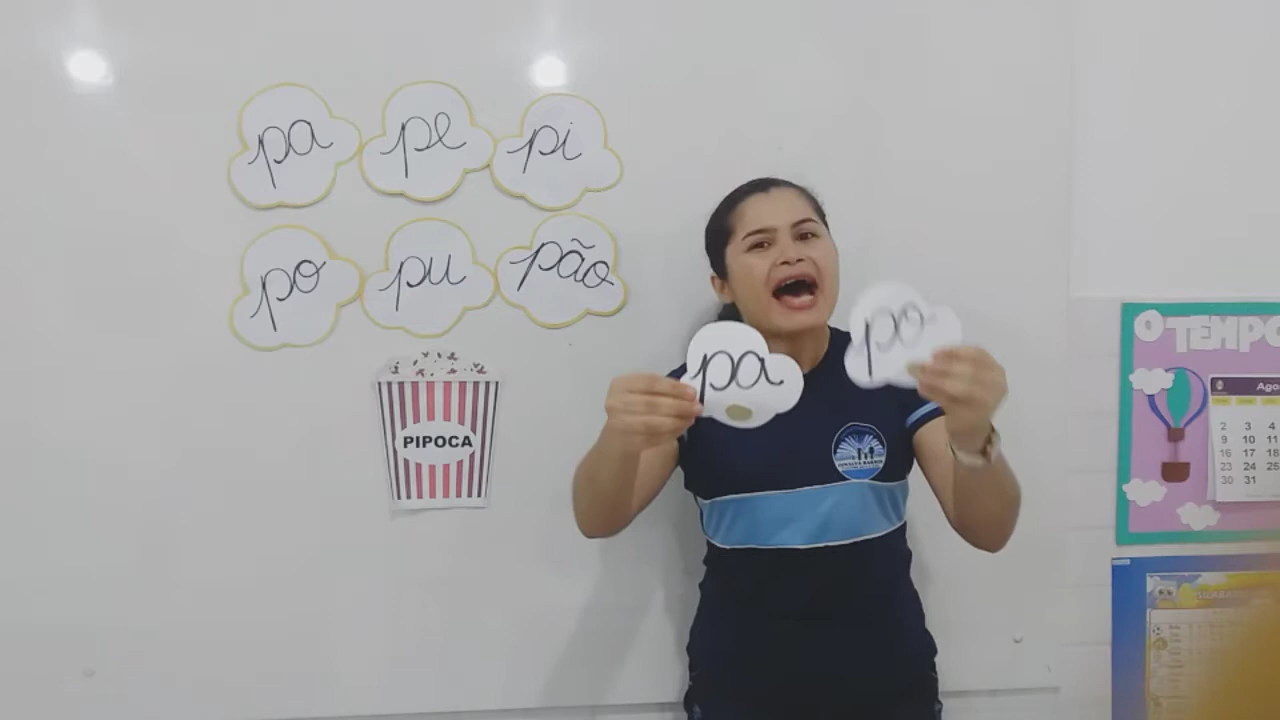 pa pe pi
po pu pão
PIPOCA
pa po
O TEMPO
Ago
2 3 4
9 10 11
16 17 18
23 24 25
30 31